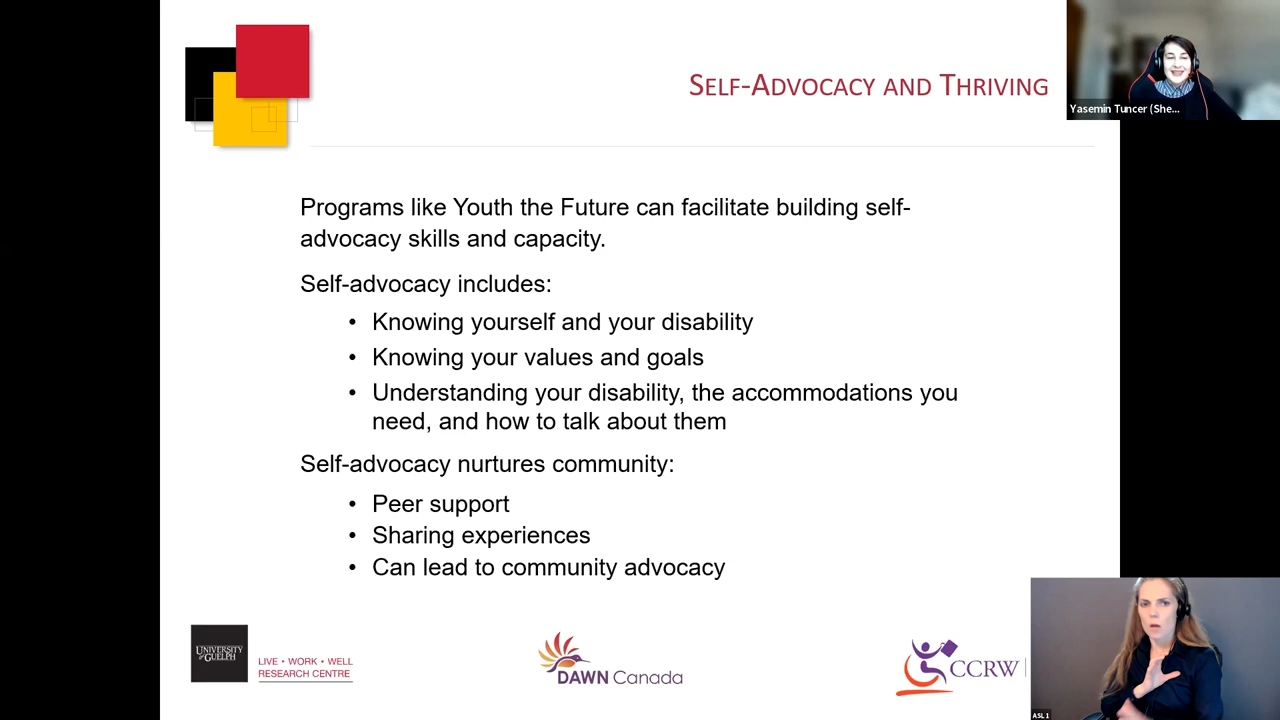 SELF-ADVOCACY AND THRIVING
Yasemin Tuncer (She...
Programs like Youth the Future can facilitate building self-
advocacy skills and capacity.
Self-advocacy includes:
• Knowing yourself and your disability
• Knowing your values and goals
• Understanding your disability, the accommodations you
need, and how to talk about them
Self-advocacy nurtures community:
• Peer support
• Sharing experiences
• Can lead to community advocacy
UNIVERSITY
OF GUELPH
LIVE • WORK • WELL
RESEARCH CENTRE
DAWN Canada
CCRW
ASL 1